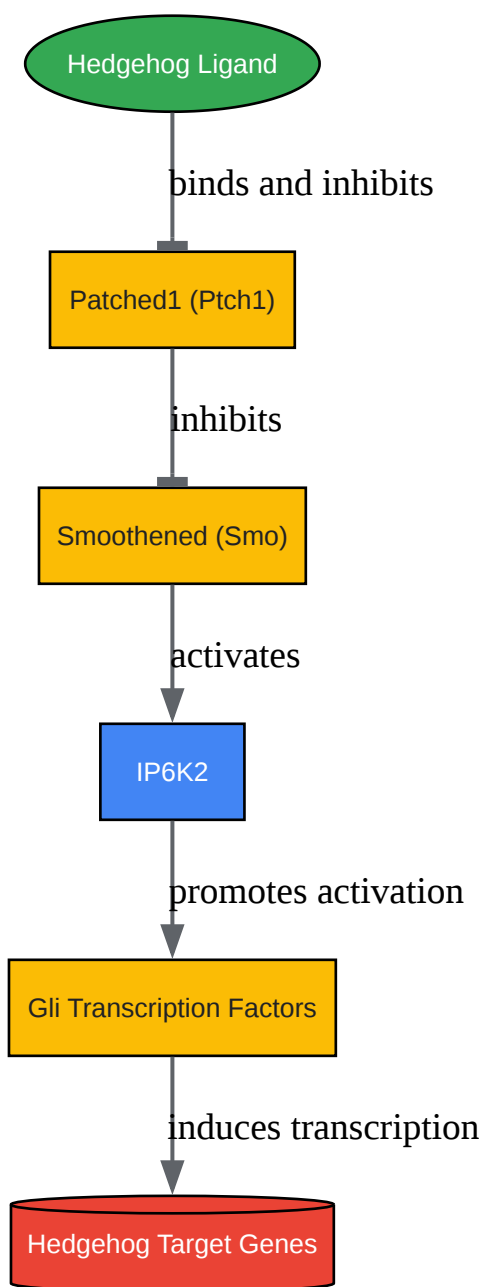 Hedgehog Ligand
binds and inhibits
Patched1 (Ptch1)
inhibits
Smoothened (Smo)
activates
IP6K2
promotes activation
Gli Transcription Factors
induces transcription
Hedgehog Target Genes